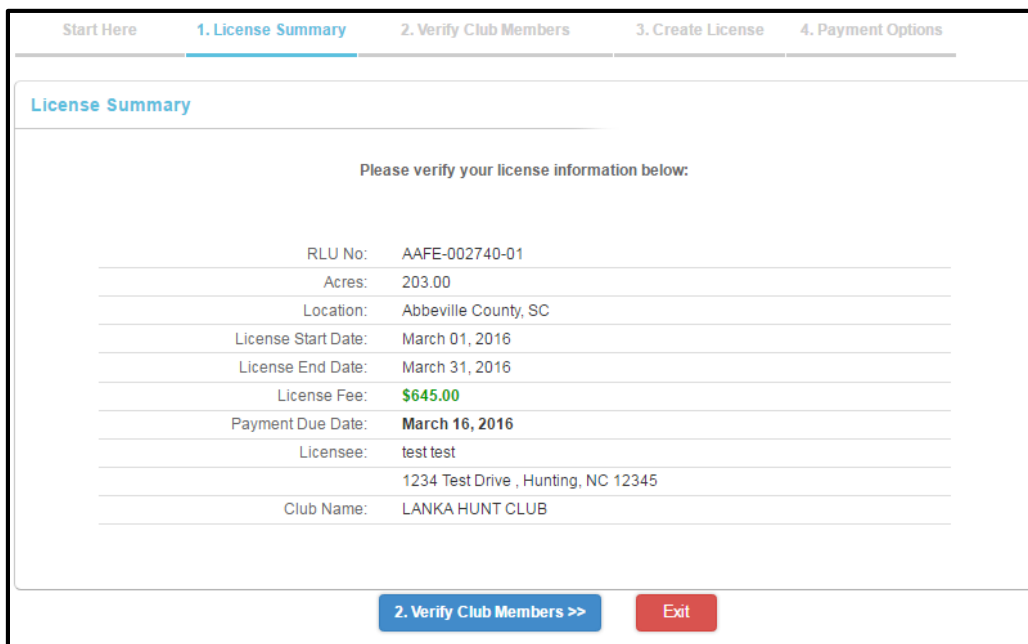 Start Here 1. License Summary 2. Verify Club Members 3. Create License 4. Payment Options
License Summary
Please verify your license information below:
RLU No: AAFE-002740-01
Acres: 203.00
Location: Abbeville County, SC
License Start Date: March 01, 2016
License End Date: March 31, 2016
License Fee: $645.00
Payment Due Date: March 16, 2016
Licensee: test test
1234 Test Drive , Hunting, NC 12345
Club Name: LANKA HUNT CLUB
2. Verify Club Members >> Exit